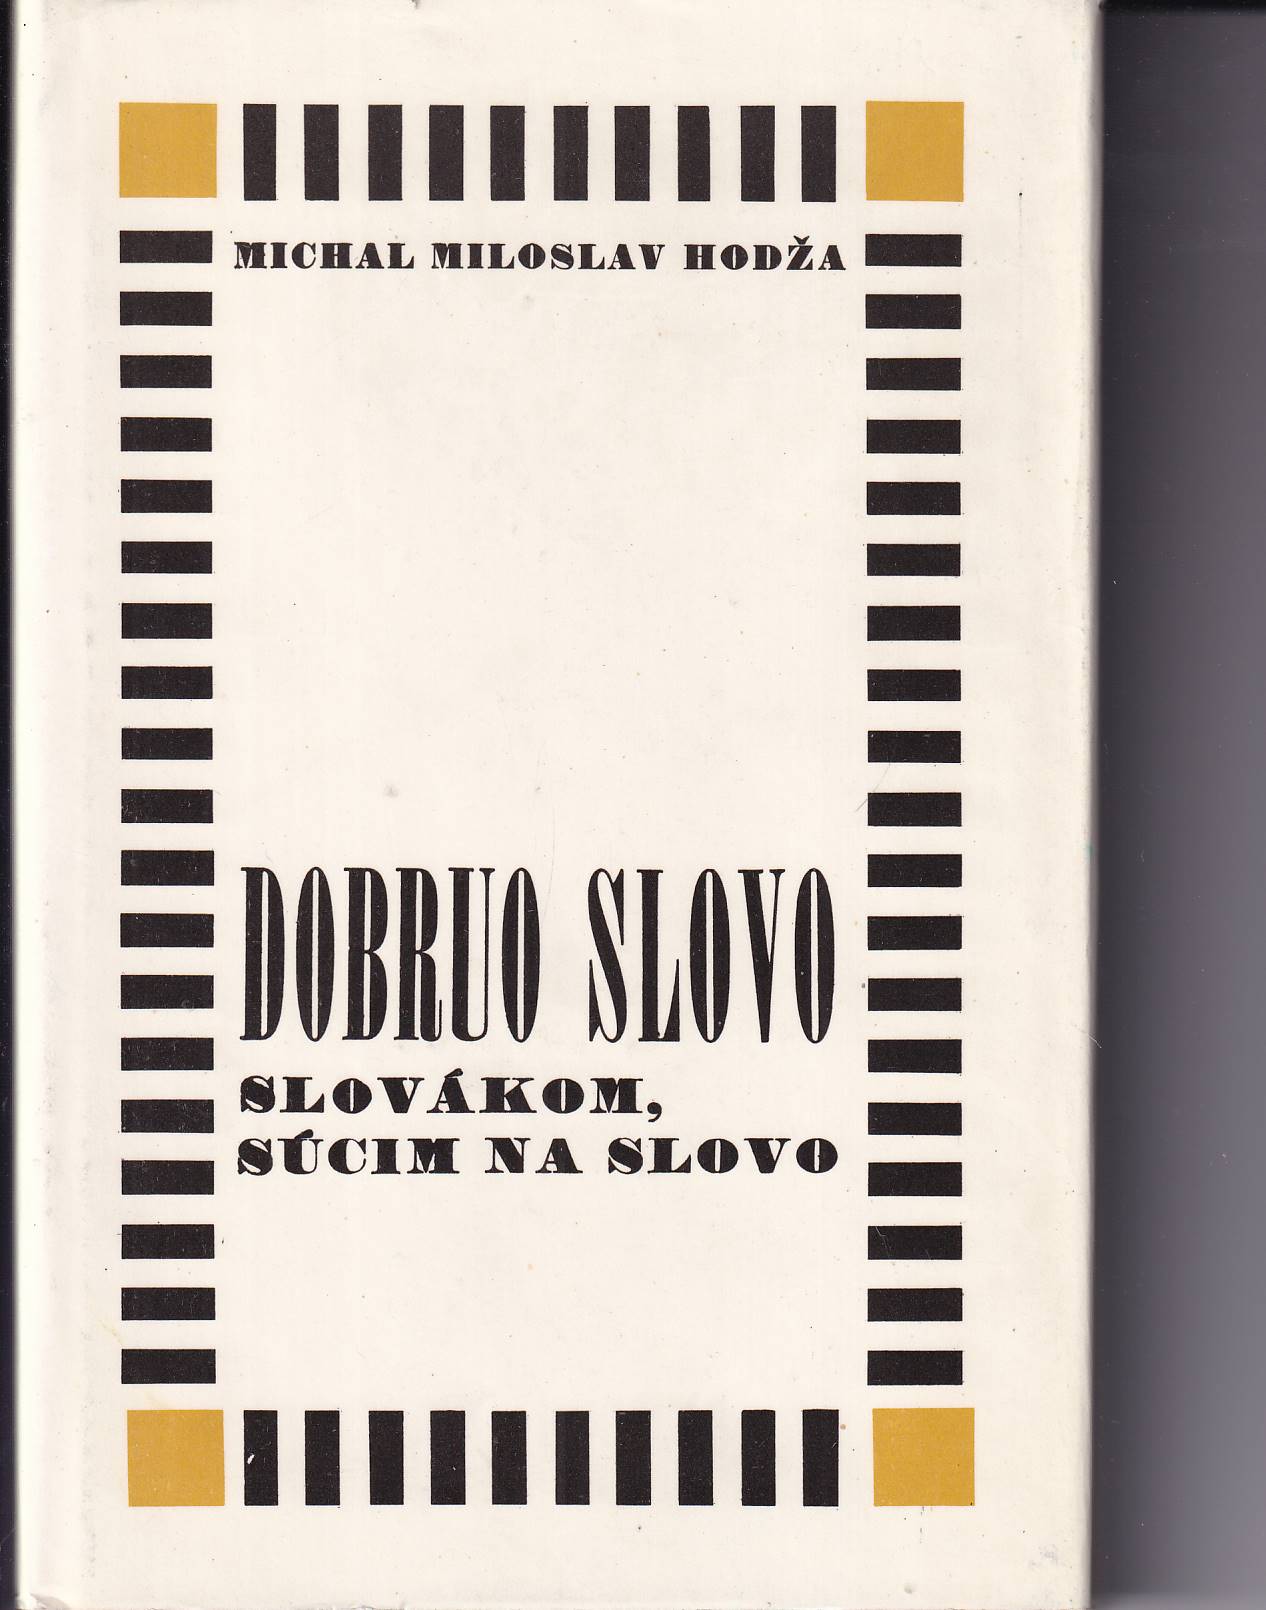 MICHAL MILOSLAV HODŽA
DOBRUO SLOVO
SLOVÁKOM,
SÚCIM NA SLOVO